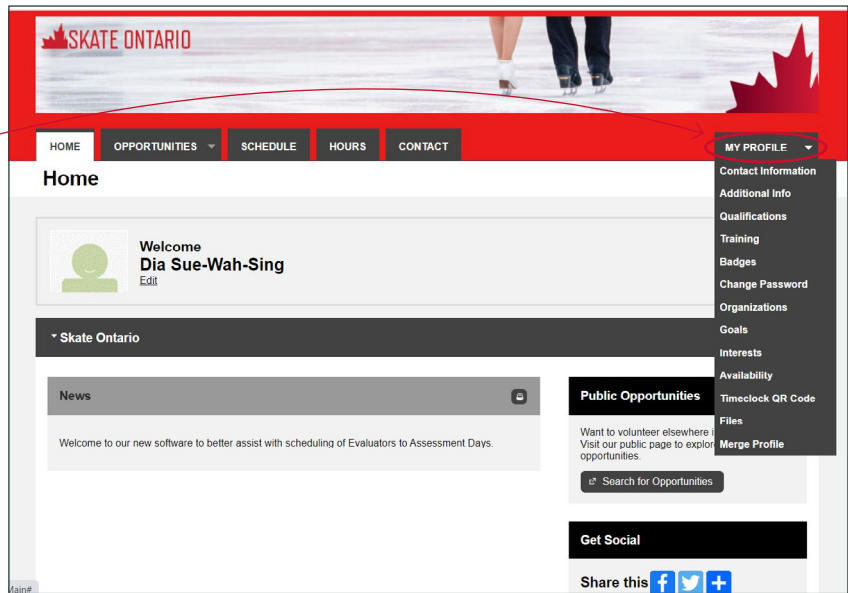 SKATE ONTARIO
HOME OPPORTUNITIES SCHEDULE HOURS CONTACT MY PROFILE
Home
Contact Information
Additional Info
Qualifications
Training
Badges
Change Password
Organizations
Goals
Interests
Availability
Timeclock QR Code
Files
Merge Profile
Welcome
Dia Sue-Wah-Sing
Edit
Skate Ontario
News
Welcome to our new software to better assist with scheduling of Evaluators to Assessment Days.
Public Opportunities
Want to volunteer elsewhere
Visit our public page to
opportunities.
Search for Opportunities
Get Social
Share this